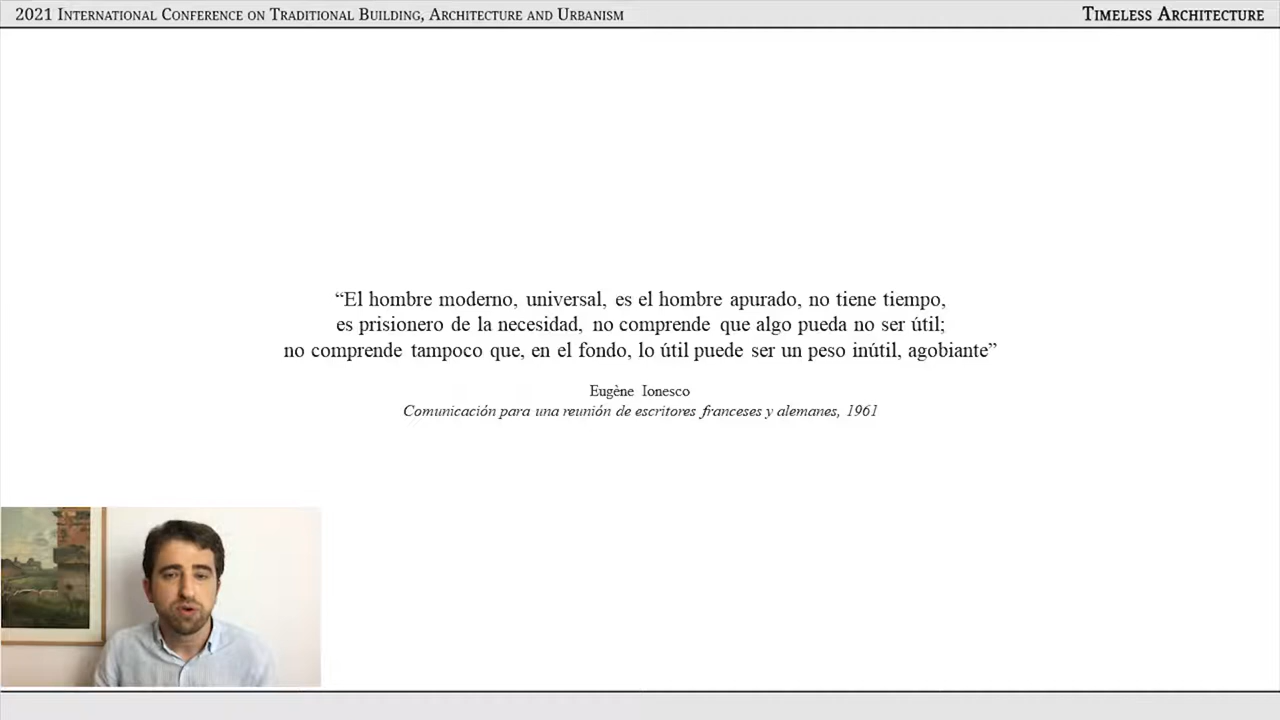 2021 International Conference on Traditional Building, Architecture and Urbanism
Timeless Architecture
“El hombre moderno, universal, es el hombre apurado, no tiene tiempo,
es prisionero de la necesidad, no comprende que algo pueda no ser útil;
no comprende tampoco que, en el fondo, lo útil puede ser un peso inútil, agobiante”
Eugène Ionesco
Comunicación para una reunión de escritores franceses y alemanes, 1961